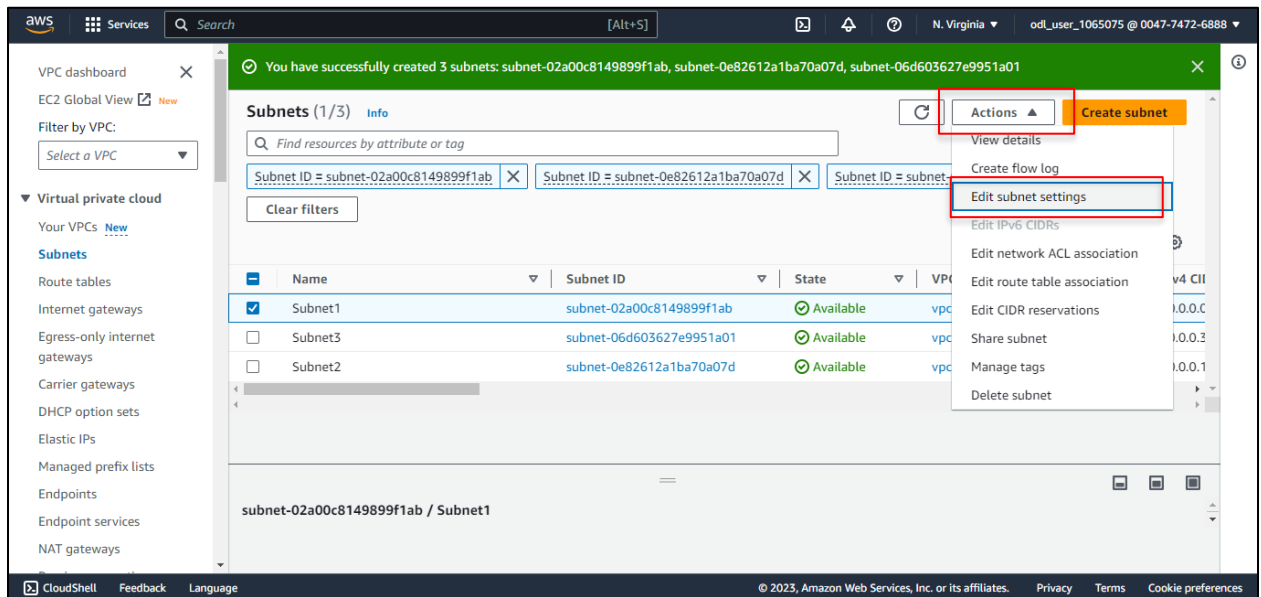 aws Services Search [Alt+S] N. Virginia ▼ odl_user_1065075 @ 0047-7472-6888 ▼
VPC dashboard
EC2 Global View New
Filter by VPC:
Select a VPC
Virtual private cloud
Your VPCs New
Subnets
Route tables
Internet gateways
Egress-only internet
gateways
Carrier gateways
DHCP option sets
Elastic IPs
Managed prefix lists
Endpoints
Endpoint services
NAT gateways
You have successfully created 3 subnets: subnet-02a00c8149899f1ab, subnet-0e82612a1ba70a07d, subnet-06d603627e9951a01
Subnets (1/3) Info
Actions ▲ Create subnet
Find resources by attribute or tag
Subnet ID = subnet-02a00c8149899f1ab Subnet ID = subnet-0e82612a1ba70a07d Subnet ID = subnet-
Clear filters
View details
Create flow log
Edit subnet settings
Edit IPv6 CIDRs
Edit network ACL association
Edit route table association
Edit CIDR reservations
Share subnet
Manage tags
Delete subnet
Name Subnet ID State
Subnet1 subnet-02a00c8149899f1ab Available vpc
Subnet3 subnet-06d603627e9951a01 Available vpc
Subnet2 subnet-0e82612a1ba70a07d Available vpc
subnet-02a00c8149899f1ab / Subnet1
CloudShell Feedback Language © 2023, Amazon Web Services, Inc. or its affiliates. Privacy Terms Cookie preferences